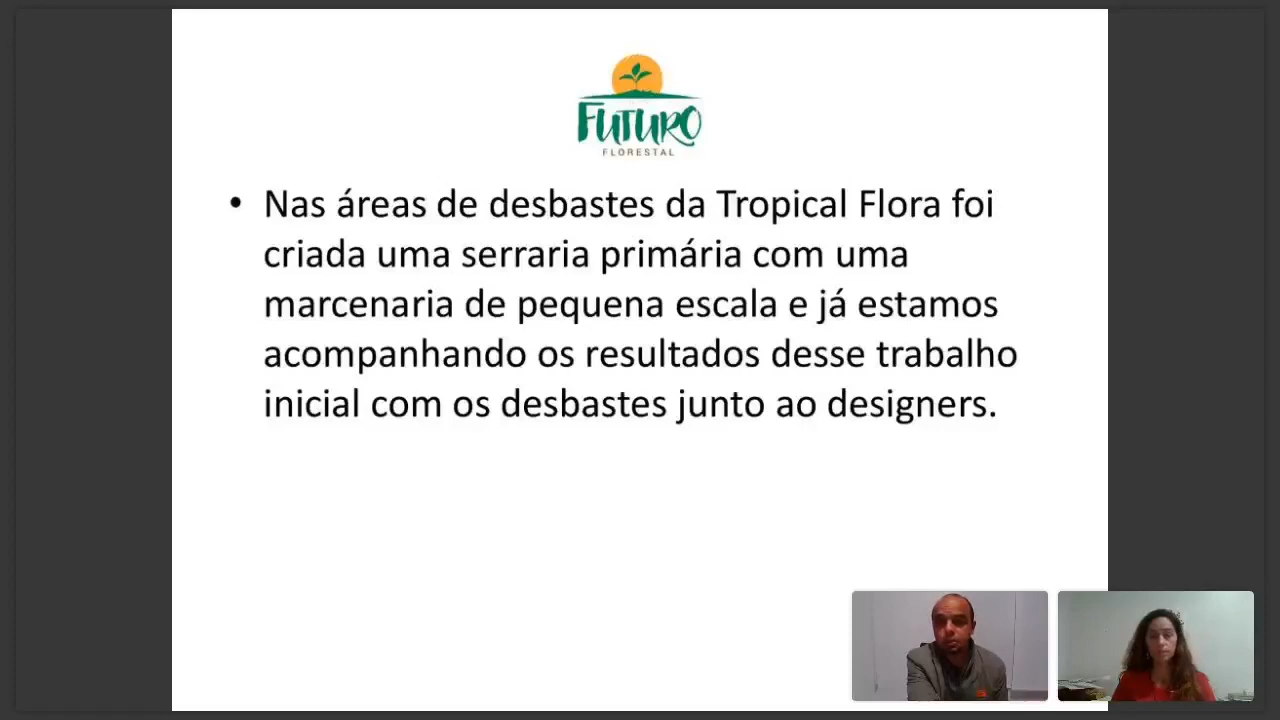 FUTURO
FLORESTAL
• Nas áreas de desbastes da Tropical Flora foi
criada uma serraria primária com uma
marcenaria de pequena escala e já estamos
acompanhando os resultados desse trabalho
inicial com os desbastes junto ao designers.